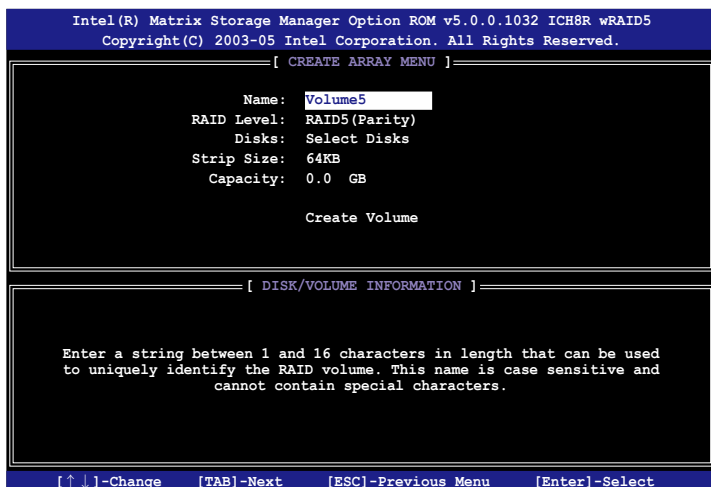 Intel(R) Matrix Storage Manager Option ROM v5.0.0.1032 ICH8R wRAID5
Copyright(C) 2003-05 Intel Corporation. All Rights Reserved.
[ CREATE ARRAY MENU ]
Name: Volume5
RAID Level: RAID5(Parity)
Disks: Select Disks
Strip Size: 64KB
Capacity: 0.0 GB
Create Volume
[ DISK/VOLUME INFORMATION ]
Enter a string between 1 and 16 characters in length that can be used
to uniquely identify the RAID volume. This name is case sensitive and
cannot contain special characters.
[↑↓]-Change [TAB]-Next [ESC]-Previous Menu [Enter]-Select